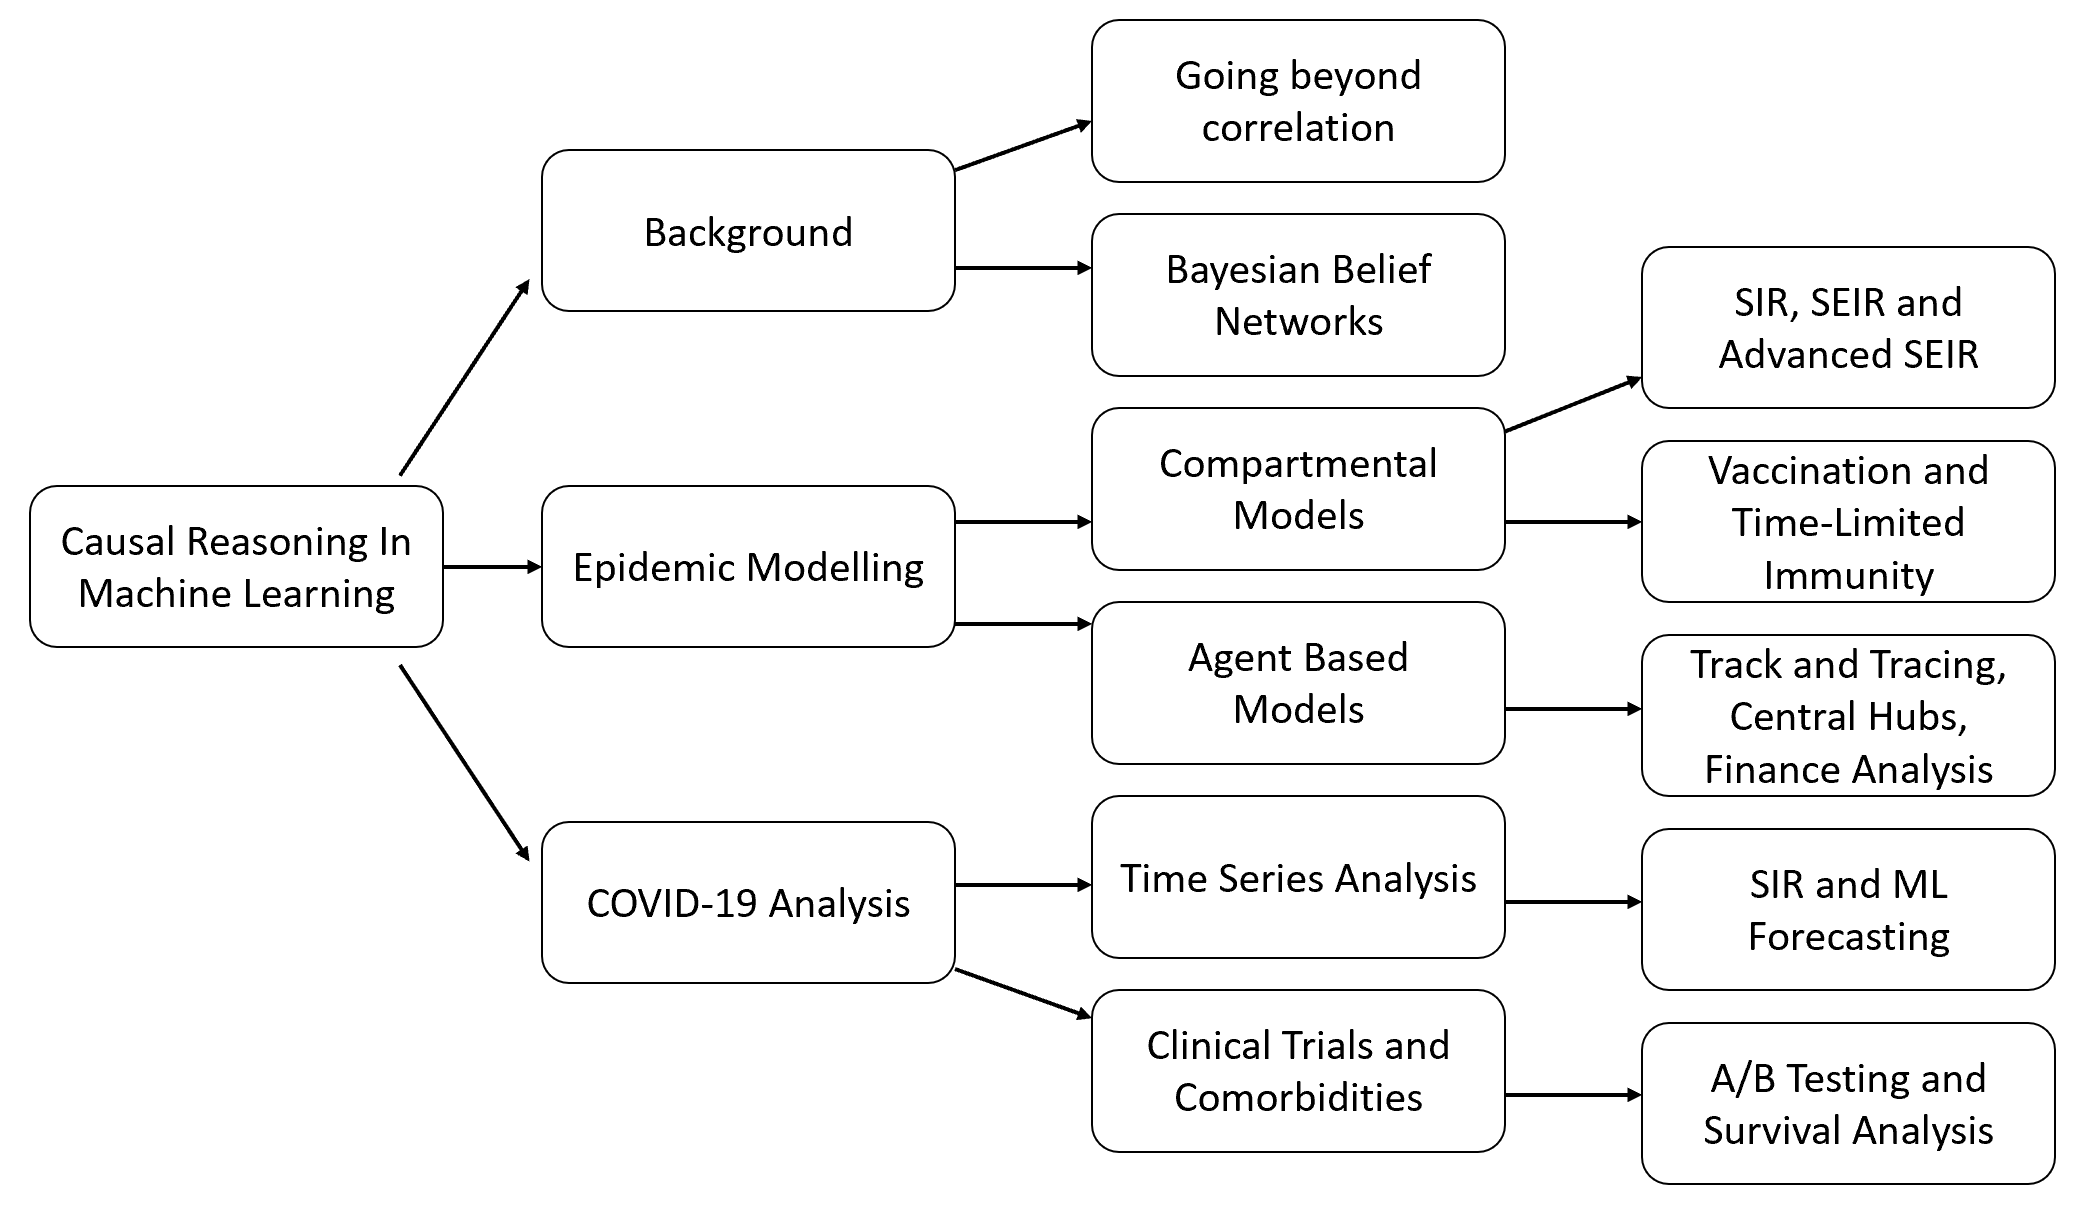 Causal Reasoning In
Machine Learning
Background
Epidemic Modelling
COVID-19 Analysis
Going beyond
correlation
Bayesian Belief
Networks
Compartmental
Models
Agent Based
Models
Time Series Analysis
Clinical Trials and
Comorbidities
SIR, SEIR and
Advanced SEIR
Vaccination and
Time-Limited
Immunity
Track and Tracing,
Central Hubs,
Finance Analysis
SIR and ML
Forecasting
A/B Testing and
Survival Analysis